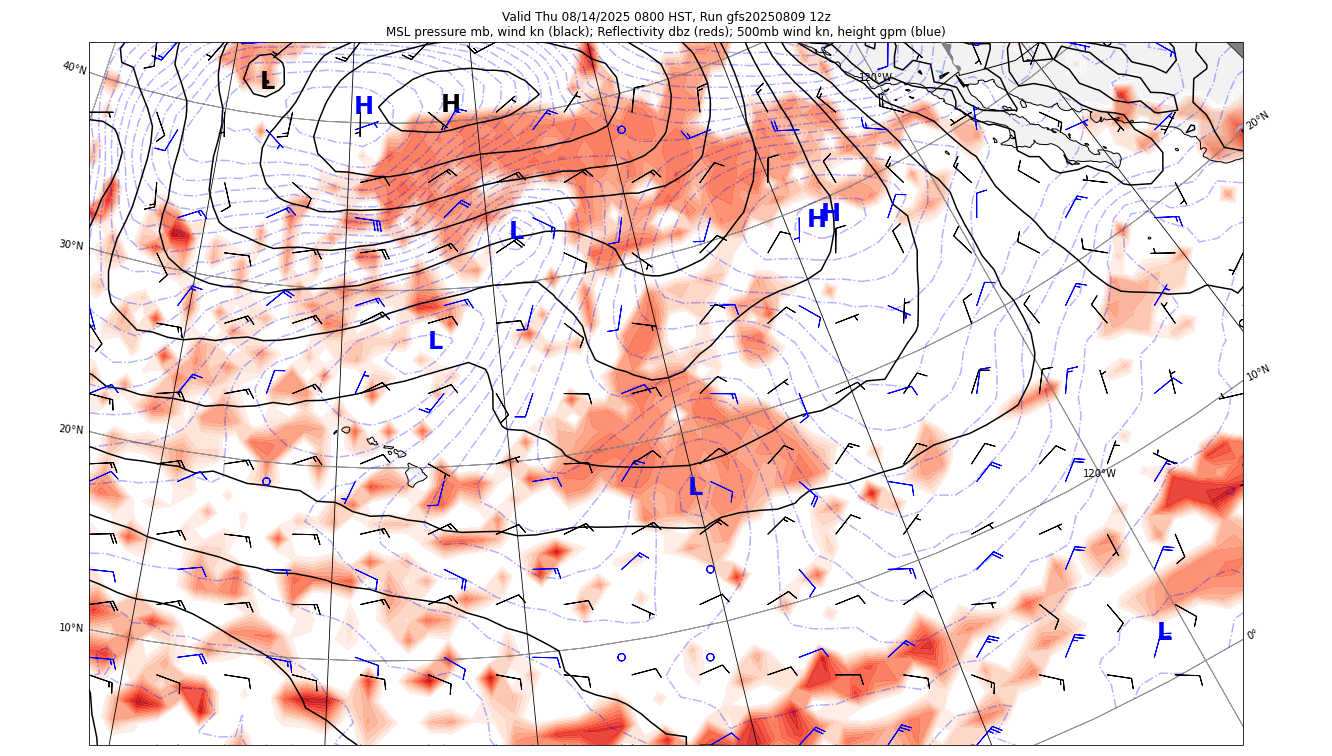 Valid Thu 08/14/2025 0800 HST, Run gfs20250809 12z
MSL pressure mb, wind kn (black); Reflectivity dbz (reds); 500mb wind kn, height gpm (blue)
40°N
120°W
L
H
H
20°N
H
H
L
30°N
L
10°N
20°N
120°W
L
10°N
L
0°